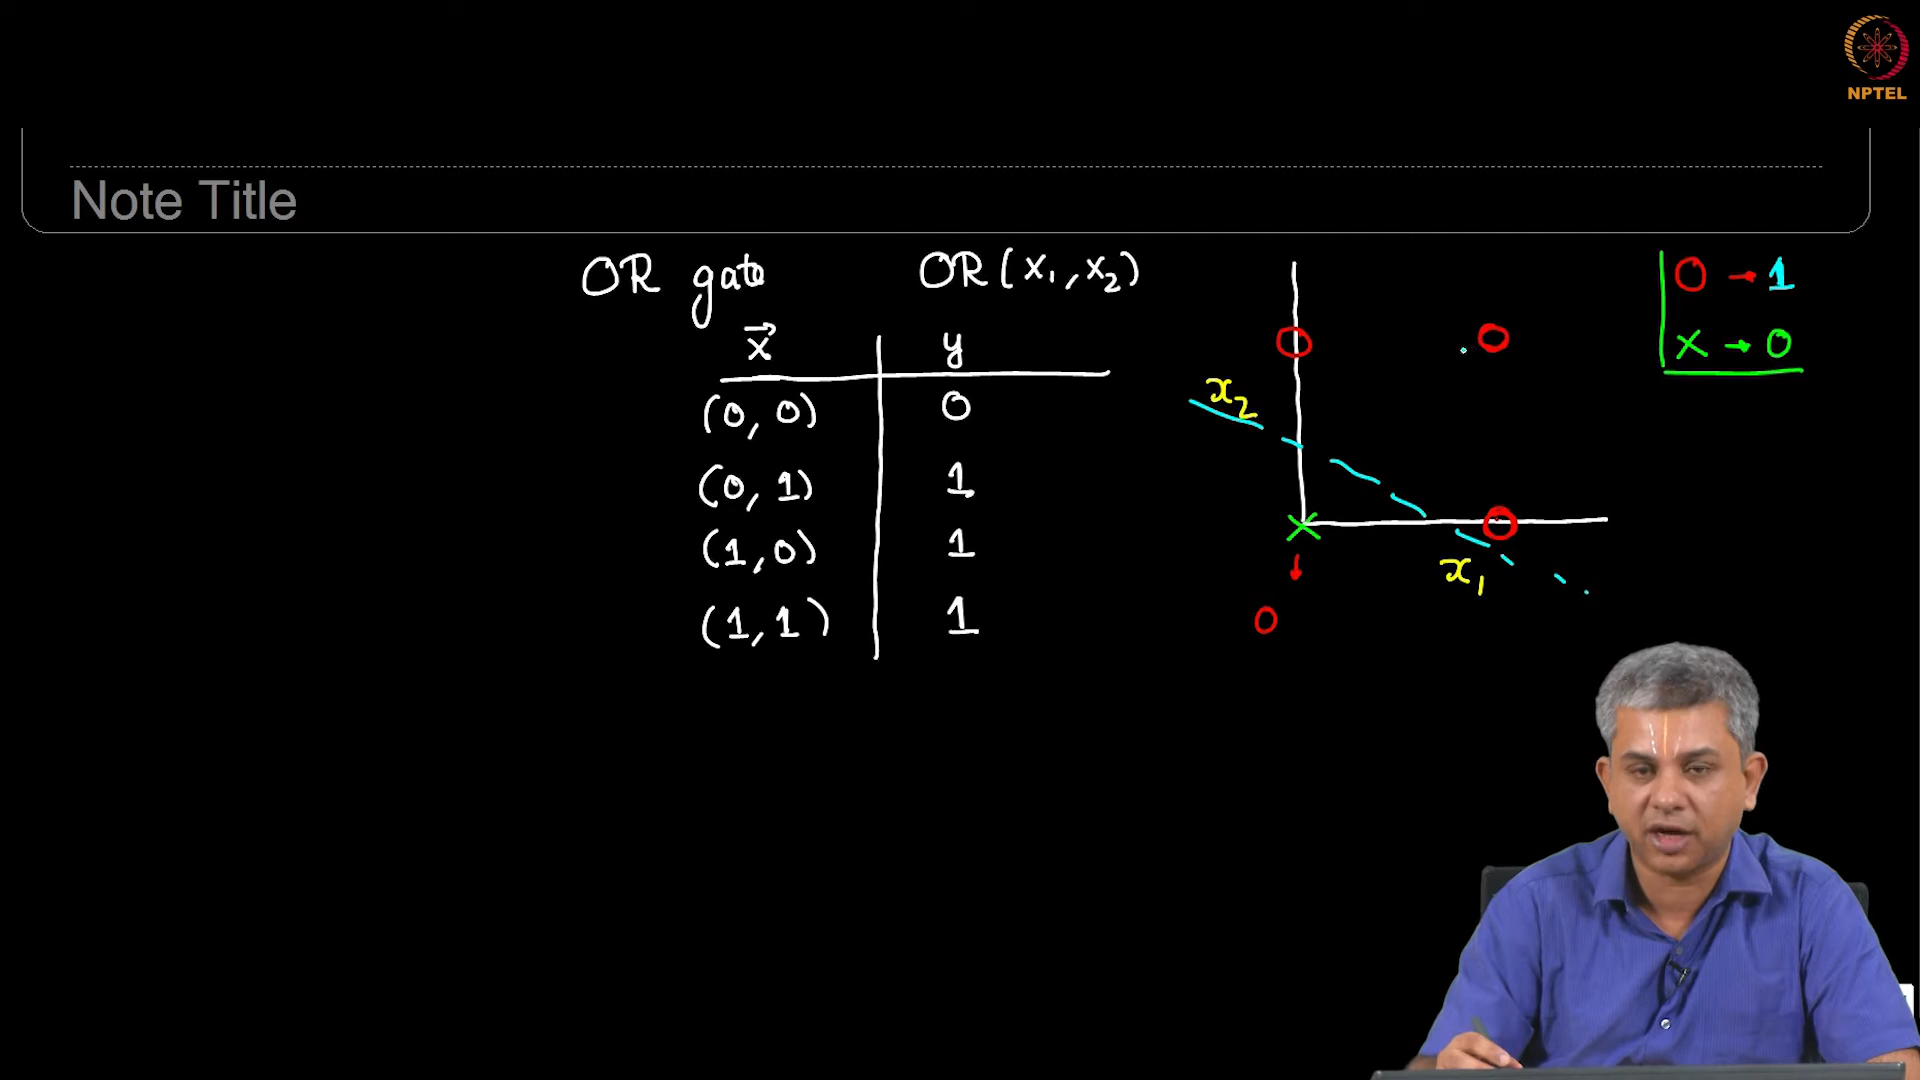 NPTEL
Note Title
OR gate OR(x₁, x₂)
x⃗ y
(0, 0) 0
(0, 1) 1
(1, 0) 1
(1, 1) 1
x₂
x₁
0
O → 1
X → 0